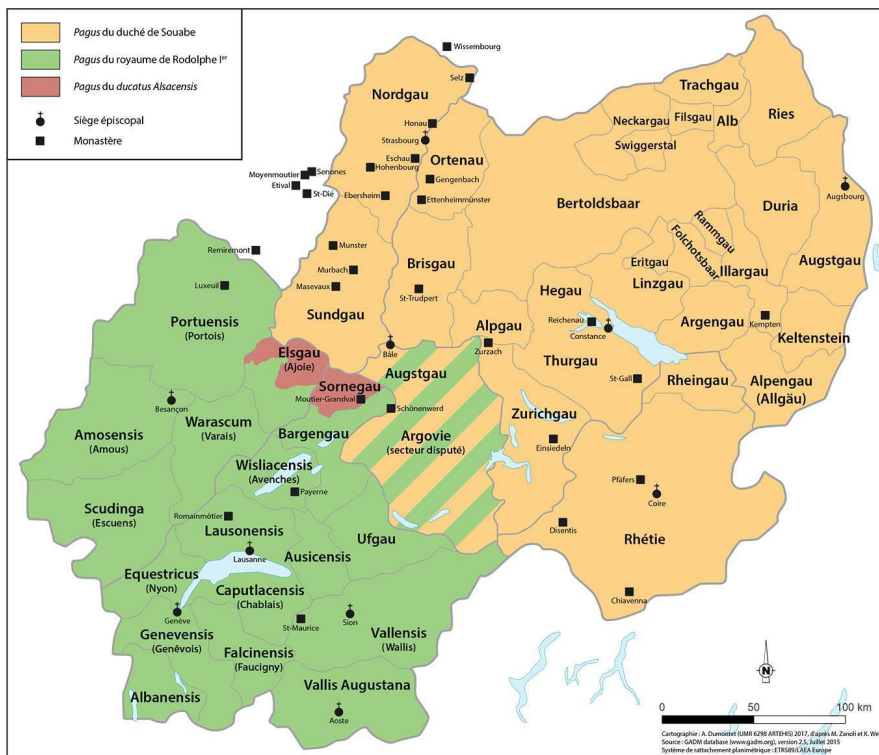 Pagus du duché de Souabe
Pagus du royaume de Rodolphe Ier
Pagus du ducatus Alsacensis
Siège épiscopal
Monastère
Wissembourg
Selz
Nordgau
Honau
Strasbourg
Eschau
Hohenbourg
Ortenau
Gengenbach
Ebersheim
Ettenheimmünster
Moyenmoutier
Senones
Etival
St-Dié
Trachgau
Ries
Neckargau
Filsgau
Alb
Swiggerstal
Bertoldsbaar
Duria
Augsbourg
Rammgau
Folchotsbaar
Eritgau
Illargau
Augstgau
Linzgau
Remiremont
Munster
Murbach
Masevaux
Brisgau
St-Trudpert
Sundgau
Luxeuil
Portuensis
(Portois)
Hegau
Reichenau
Constance
Argengau
Kempten
Keltenstein
Alpgau
Zurzach
Bâle
Elsgau
(Ajoie)
Augstgau
Thurgau
St-Gall
Rheingau
Alpengau
(Allgäu)
Sornegau
Moutier-Grandval
Schönenwerd
Besançon
Zurichgau
Einsiedeln
Warascum
(Varais)
Bargengau
Argovie
(secteur disputé)
Amosensis
(Amous)
Wisliacensis
(Avenches)
Payerne
Pfäfers
Coire
Scudinga
(Escuens)
Romainmôtier
Lausonensis
Ufgau
Disentis
Rhétie
Lausanne
Ausicensis
Equestricus
(Nyon)
Caputlacensis
(Chablais)
Chiavenna
Genève
St-Maurice
Sion
Genevensis
(Genêvois)
Vallensis
(Wallis)
Falcinensis
(Faucigny)
Albanensis
Vallis Augustana
Aoste
N
0 50 100 km
Cartographie : A. Dumontet (UMR 6298 ARTEHIS) 2017, d'après M. Zanoli et K. We
Source : GADM database (www.gadm.org), version 2.5, Juillet 2015
Système de rattachement planimétrique : ETRS89/LAEA Europe